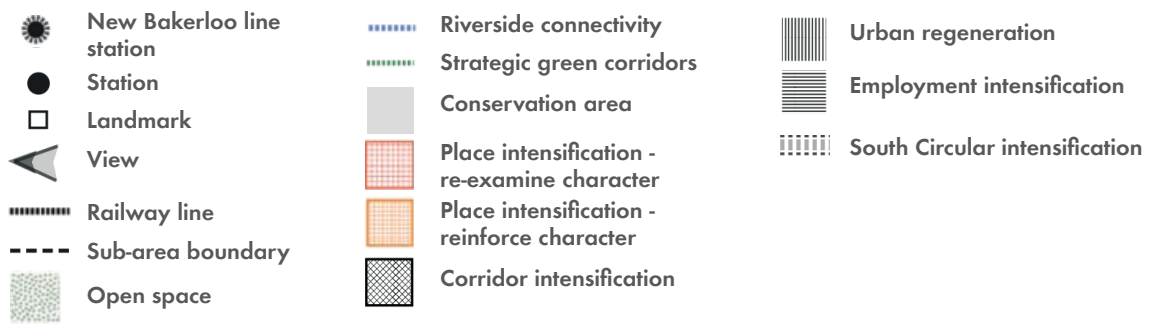 New Bakerloo line
station
Station
Landmark
View
Railway line
Sub-area boundary
Open space
Riverside connectivity
Strategic green corridors
Conservation area
Place intensification -
re-examine character
Place intensification -
reinforce character
Corridor intensification
Urban regeneration
Employment intensification
South Circular intensification